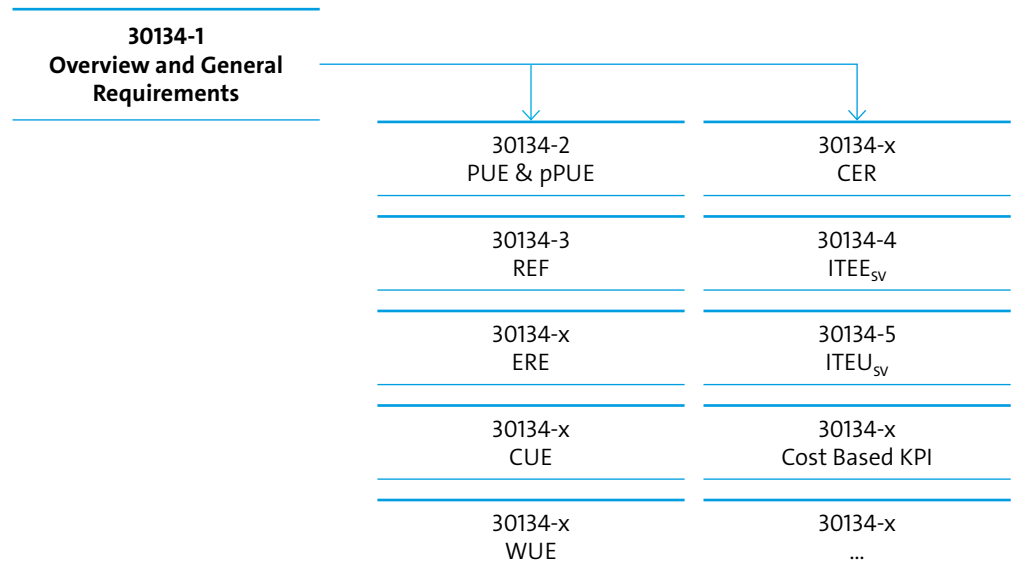 30134-1
Overview and General
Requirements
30134-2
PUE & pPUE
30134-x
CER
30134-3
REF
30134-4
ITEEsv
30134-x
ERE
30134-5
ITEUsv
30134-x
CUE
30134-x
Cost Based KPI
30134-x
WUE
30134-x
...